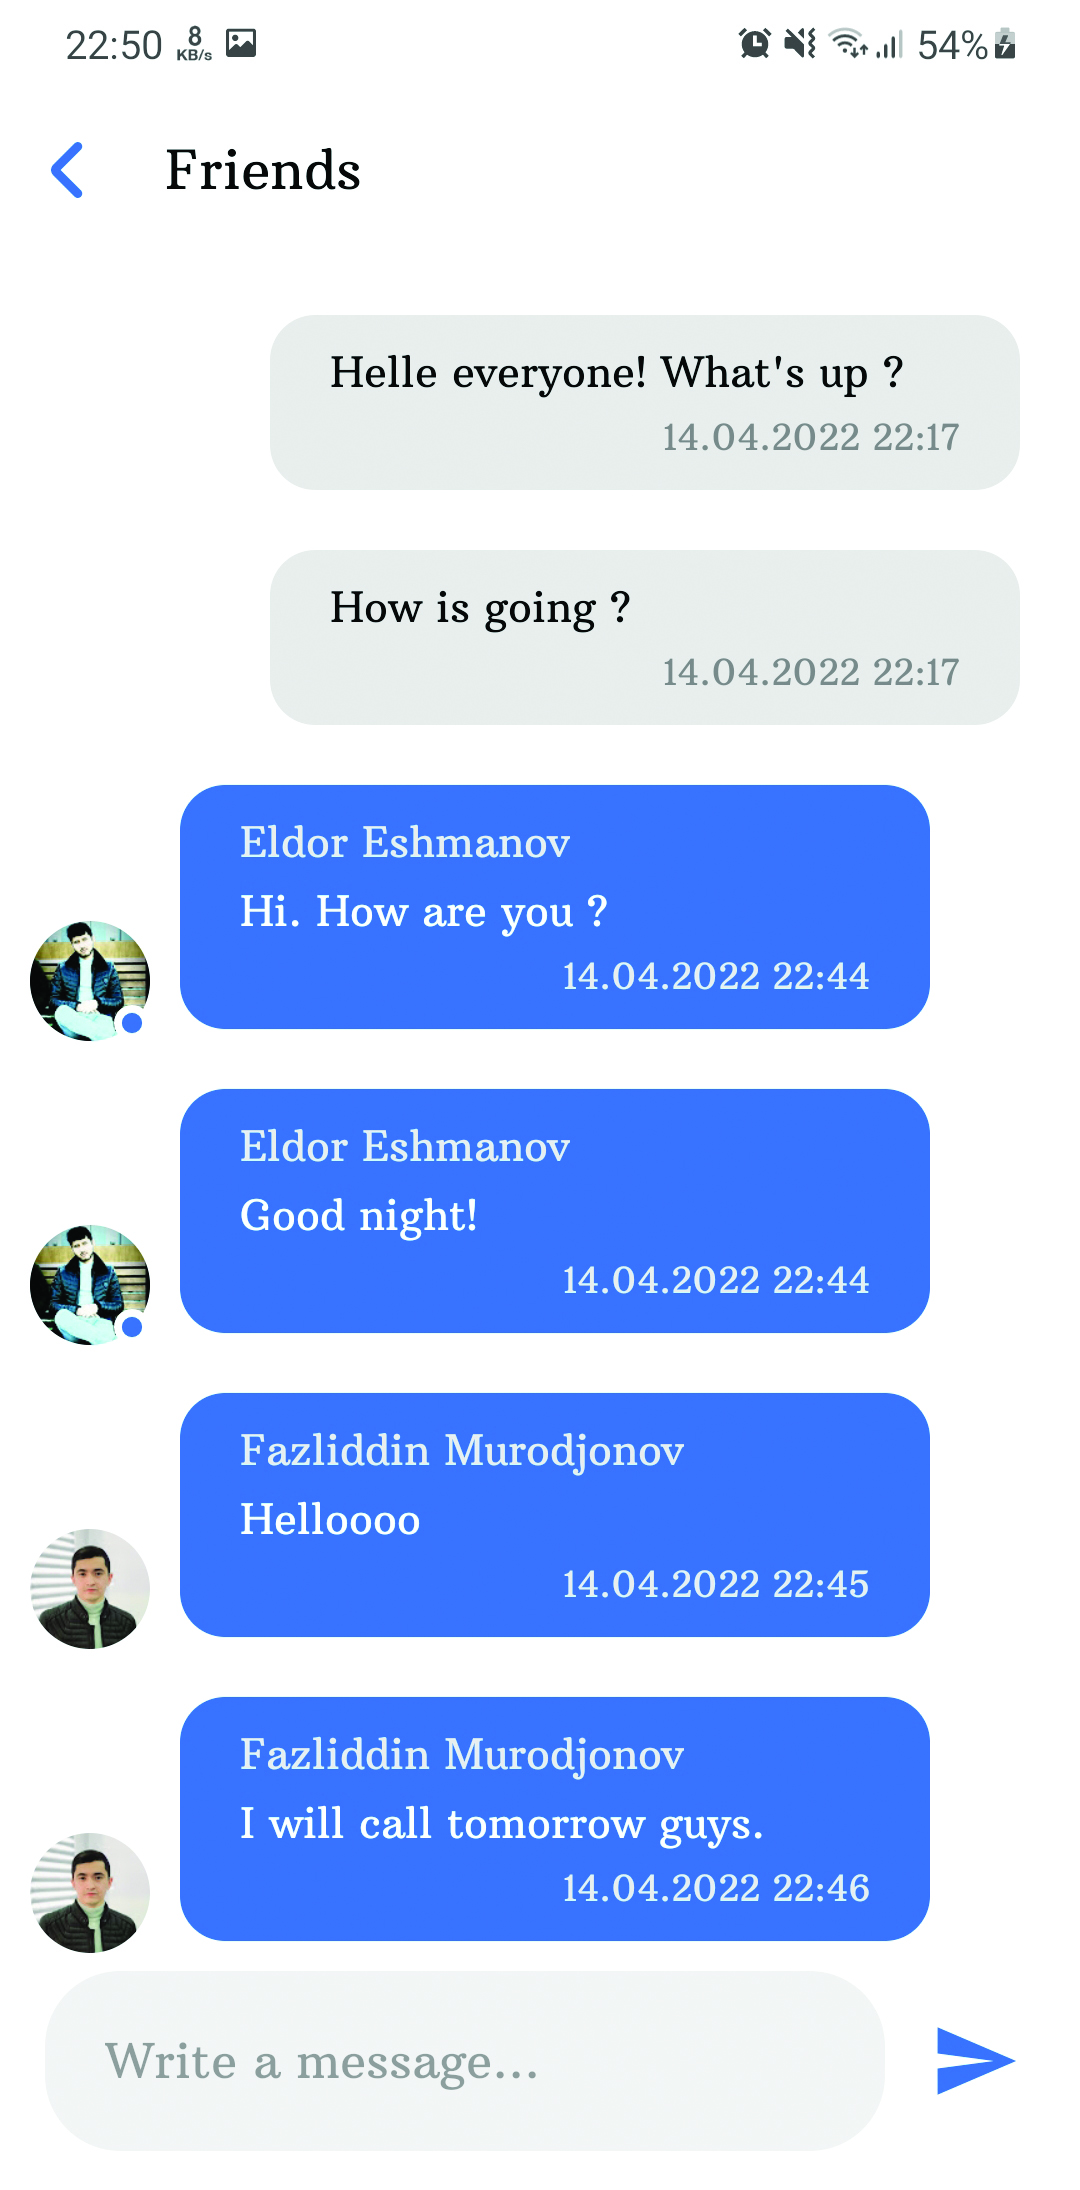 22:50 8 KB/s 54%
Friends
Helle everyone! What's up ?
14.04.2022 22:17
How is going ?
14.04.2022 22:17
Eldor Eshmanov
Hi. How are you ?
14.04.2022 22:44
Eldor Eshmanov
Good night!
14.04.2022 22:44
Fazliddin Murodjonov
Helloooo
14.04.2022 22:45
Fazliddin Murodjonov
I will call tomorrow guys.
14.04.2022 22:46
Write a message...